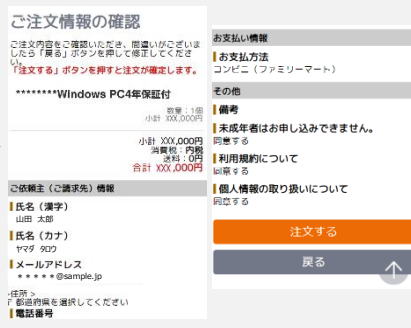 ご注文情報の確認
ご注文内容をご確認いただき、間違いがございま
したら「戻る」ボタンを押して修正してくださ
い。
「注文する」ボタンを押すと注文が確定します。
********Windows PC4年保証付
数量：1個
小計 XXX,000円
小計 XXX,000円
消費税：内税
送料：0円
合計 XXX,000円
ご依頼主（ご請求先）情報
氏名（漢字）
山田 太郎
氏名（カナ）
ヤマダ タロウ
メールアドレス
* * * * * @sample.jp
住所 >
〒 都道府県を選択してください
電話番号
お支払い情報
お支払方法
コンビニ（ファミリーマート）
その他
備考
未成年者はお申し込みできません。
同意する
利用規約について
同意する
個人情報の取り扱いについて
同意する
注文する
戻る